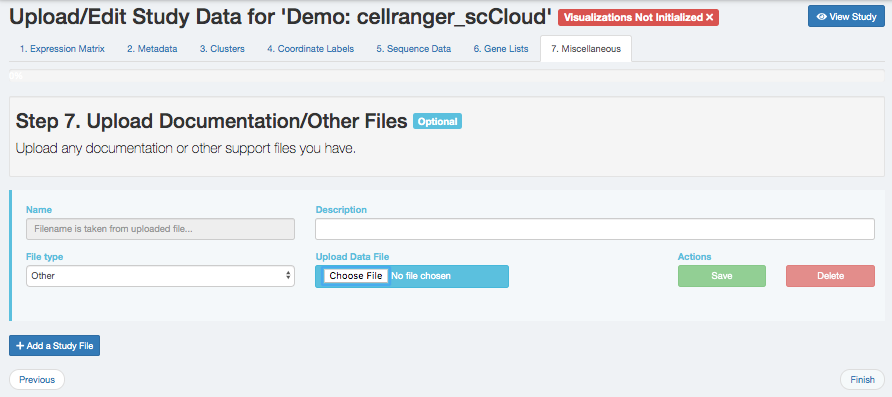 Upload/Edit Study Data for 'Demo: cellranger_scCloud' Visualizations Not Initialized ✕ View Study
1. Expression Matrix 2. Metadata 3. Clusters 4. Coordinate Labels 5. Sequence Data 6. Gene Lists 7. Miscellaneous
0%
Step 7. Upload Documentation/Other Files Optional
Upload any documentation or other support files you have.
Name Description
Filename is taken from uploaded file...
File type Upload Data File Actions
Other Choose File No file chosen Save Delete
+ Add a Study File
Previous Finish